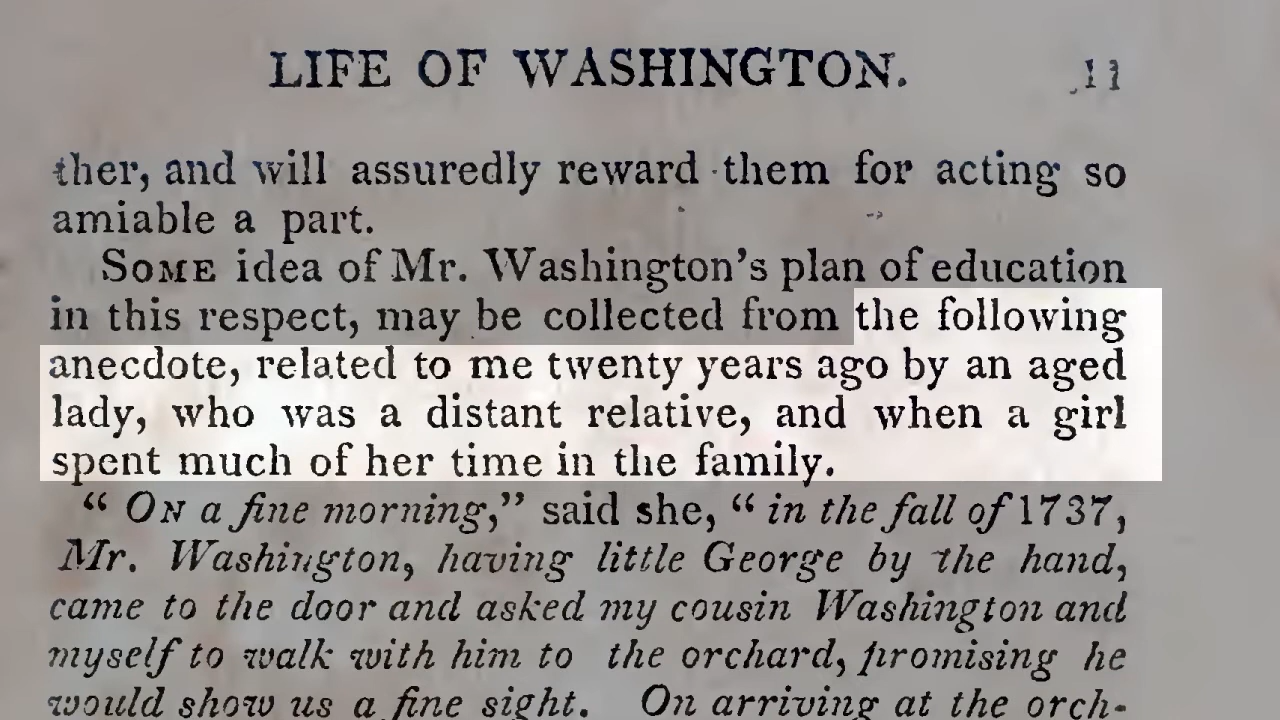 LIFE OF WASHINGTON. 11
ther, and will assuredly reward them for acting so
amiable a part.
SOME idea of Mr. Washington's plan of education
in this respect, may be collected from the following
anecdote, related to me twenty years ago by an aged
lady, who was a distant relative, and when a girl
spent much of her time in the family.
“ ON a fine morning,” said she, “ in the fall of 1737,
Mr. Washington, having little George by the hand,
came to the door and asked my cousin Washington and
myself to walk with him to the orchard, promising he
would show us a fine sight. On arriving at the orch-